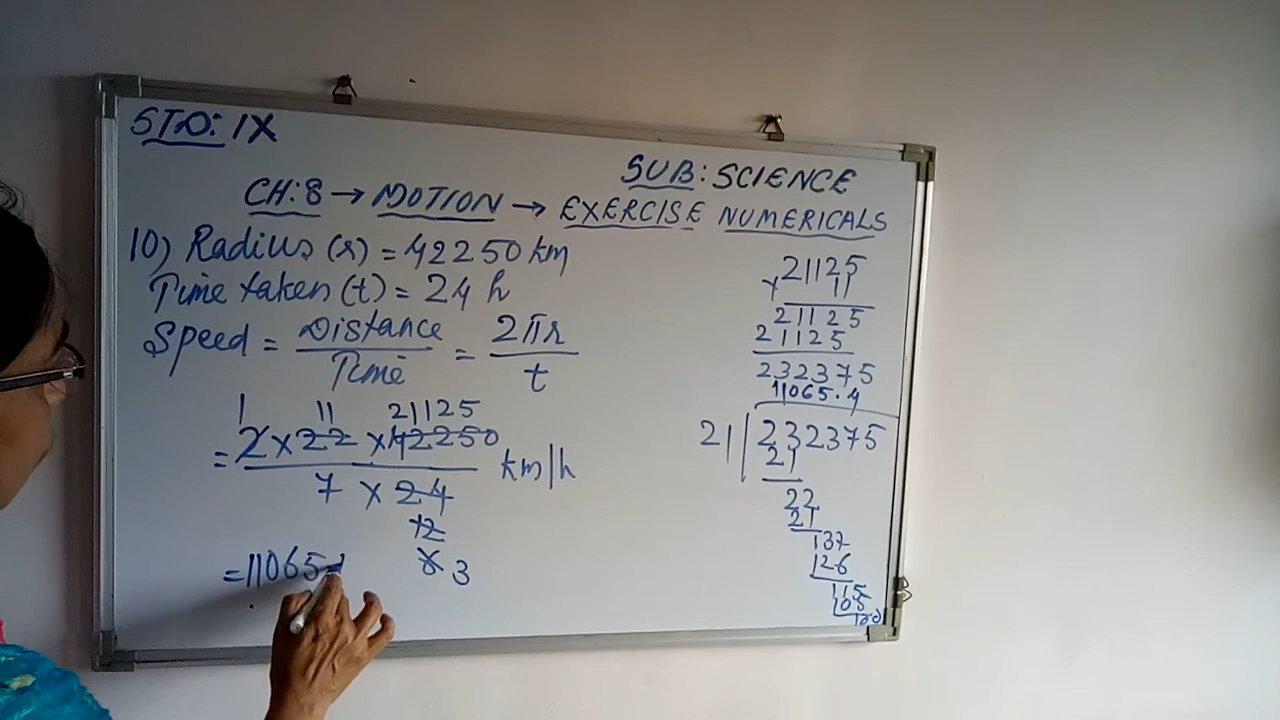 STD: IX
SUB: SCIENCE
CH: 8 → MOTION → EXERCISE NUMERICALS
10) Radius (r) = 42250 km
Time taken (t) = 24 h
Speed = Distance / Time = 2πr / t
1 11 21125
= 2 × 22 × 42250 / 7 × 24 km/h
12
6 3
= 11065
21125
× 11
21125
21125
232375
11065.4
21 232375
21
22
21
137
126
115
105
100